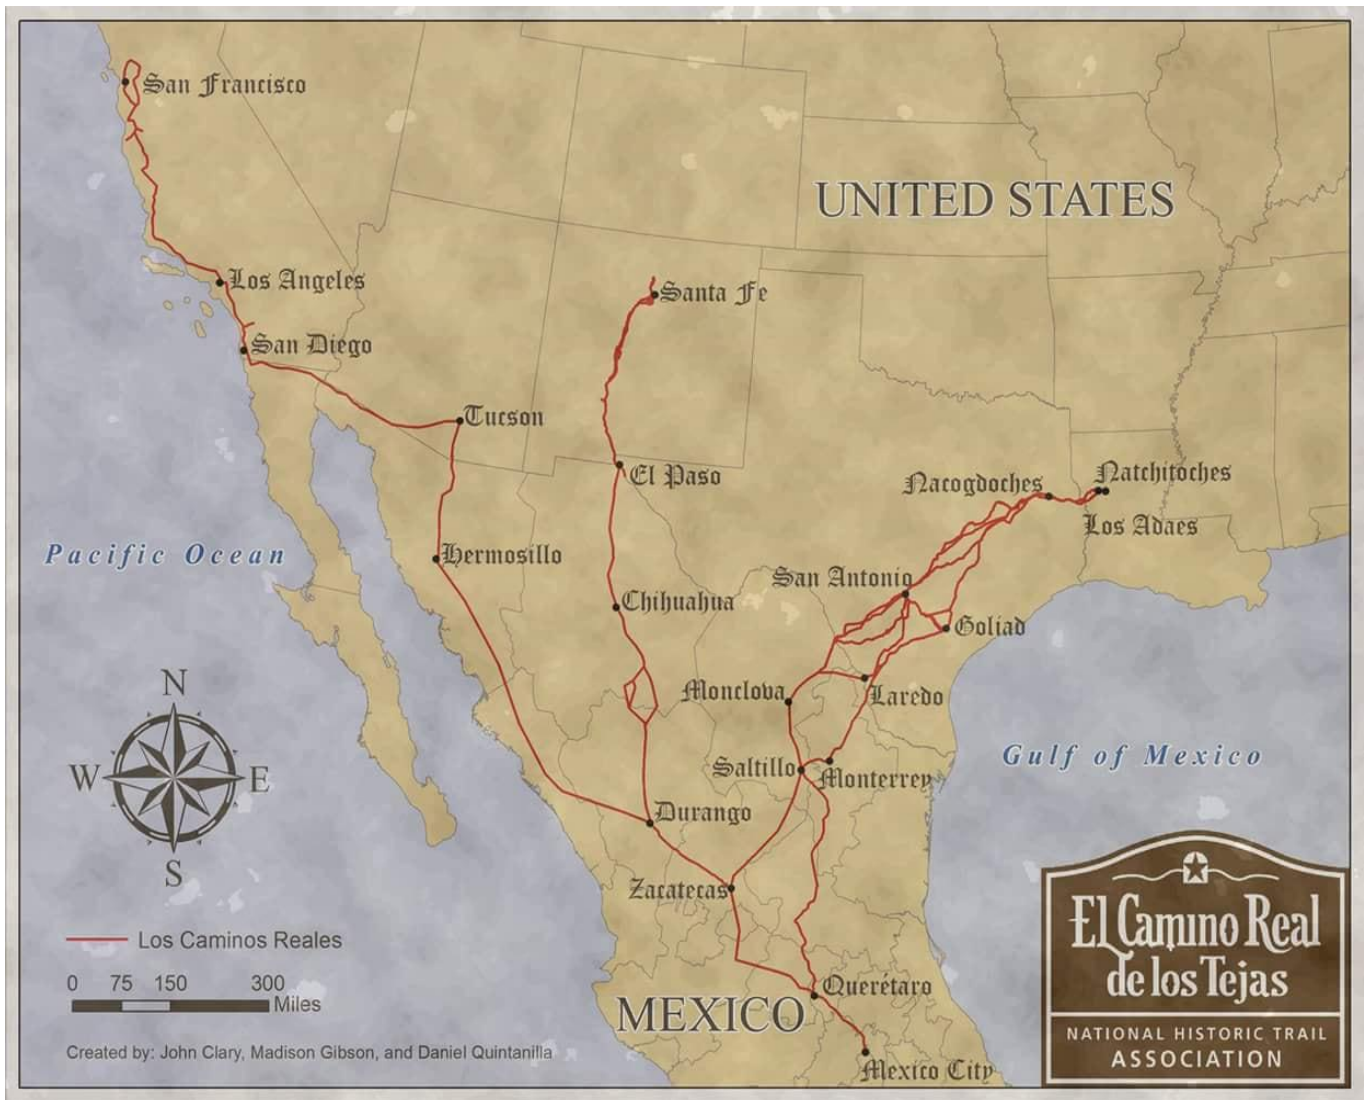 San Francisco
UNITED STATES
Los Angeles
Santa Fe
San Diego
Tucson
El Paso
Nacogdoches
Natchitoches
Los Adaes
Pacific Ocean
Hermosillo
San Antonio
Chihuahua
Goliad
N
Monclova
Laredo
W
E
Gulf of Mexico
Saltillo
Monterrey
Durango
S
Zacatecas
El Camino Real
de los Tejas
NATIONAL HISTORIC TRAIL
ASSOCIATION
Los Caminos Reales
0 75 150 300
Miles
Querétaro
MEXICO
Created by: John Clary, Madison Gibson, and Daniel Quintanilla
Mexico City